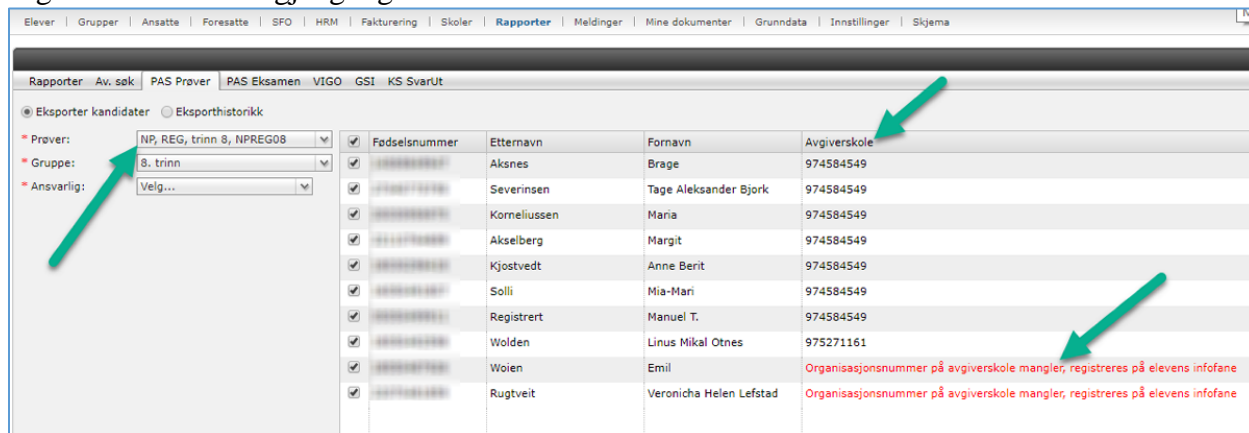 Elever | Grupper | Ansatte | Foresatte | SFO | HRM | Fakturering | Skoler | Rapporter | Meldinger | Mine dokumenter | Grunndata | Innstillinger | Skjema
Rapporter Av. søk PAS Prøver PAS Eksamen VIGO GSI KS SvarUt
Eksporter kandidater Eksporthistorikk
* Prøver: NP, REG, trinn 8, NPREG08
* Gruppe: 8. trinn
* Ansvarlig: Velg...
Fødselsnummer Etternavn Fornavn Avgiverskole
Aksnes Brage 974584549
Severinsen Tage Aleksander Bjork 974584549
Korneliussen Maria 974584549
Akselberg Margit 974584549
Kjostvedt Anne Berit 974584549
Solli Mia-Mari 974584549
Registrert Manuel T. 974584549
Wolden Linus Mikal Otnes 975271161
Woien Emil Organisasjonsnummer på avgiverskole mangler, registreres på elevens infofane
Rugtveit Veronicha Helen Lefstad Organisasjonsnummer på avgiverskole mangler, registreres på elevens infofane